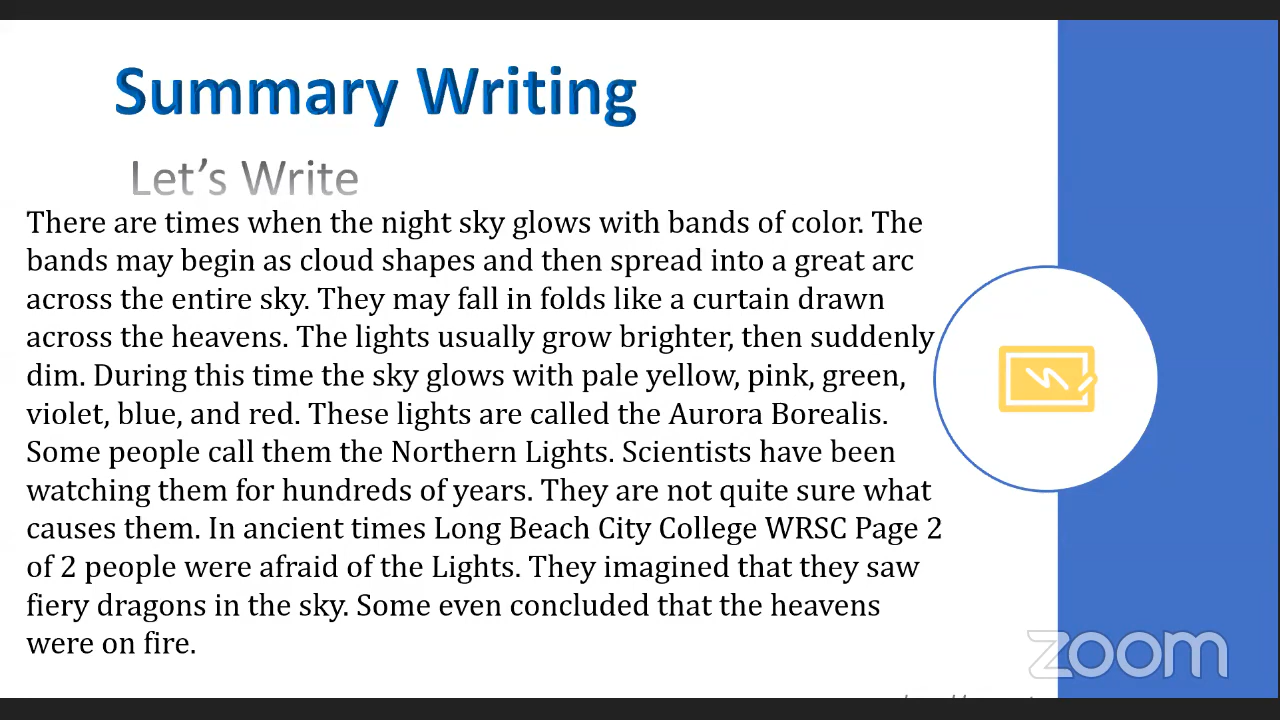 Summary Writing
Let’s Write
There are times when the night sky glows with bands of color. The
bands may begin as cloud shapes and then spread into a great arc
across the entire sky. They may fall in folds like a curtain drawn
across the heavens. The lights usually grow brighter, then suddenly
dim. During this time the sky glows with pale yellow, pink, green,
violet, blue, and red. These lights are called the Aurora Borealis.
Some people call them the Northern Lights. Scientists have been
watching them for hundreds of years. They are not quite sure what
causes them. In ancient times Long Beach City College WRSC Page 2
of 2 people were afraid of the Lights. They imagined that they saw
fiery dragons in the sky. Some even concluded that the heavens
were on fire.
zoom